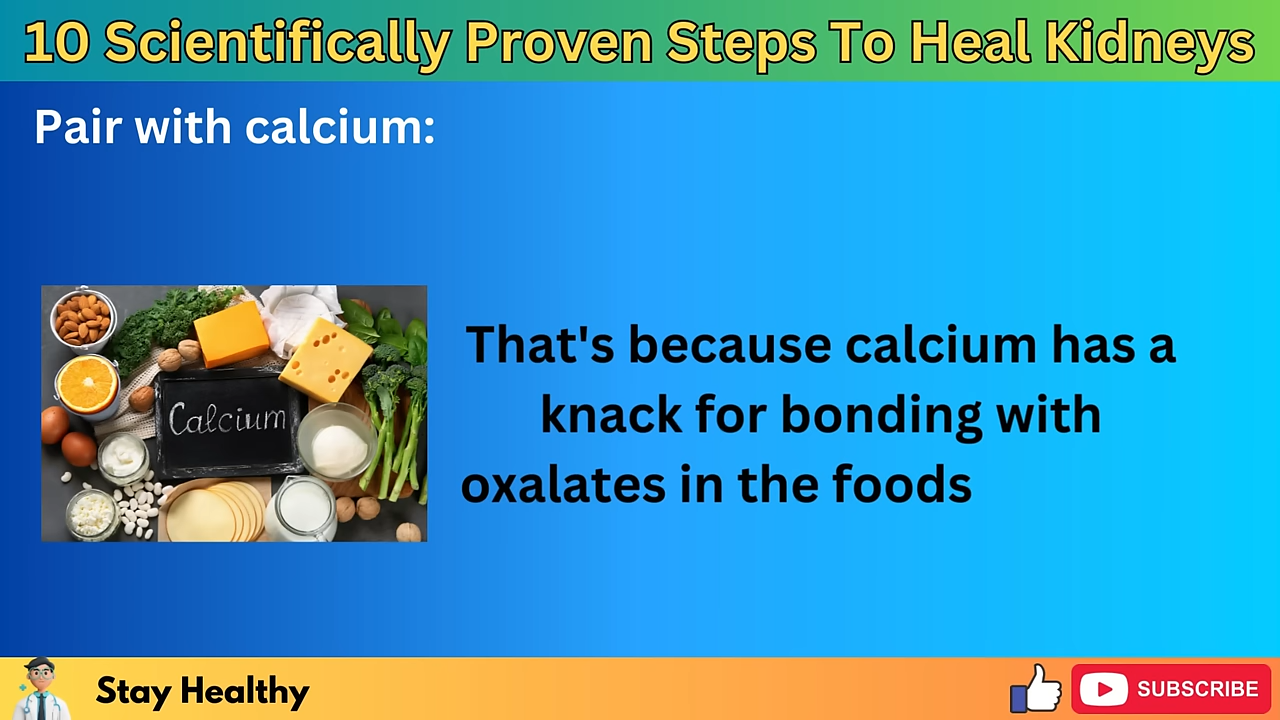 10 Scientifically Proven Steps To Heal Kidneys
Pair with calcium:
Calcium
That's because calcium has a
knack for bonding with
oxalates in the foods
Stay Healthy
SUBSCRIBE